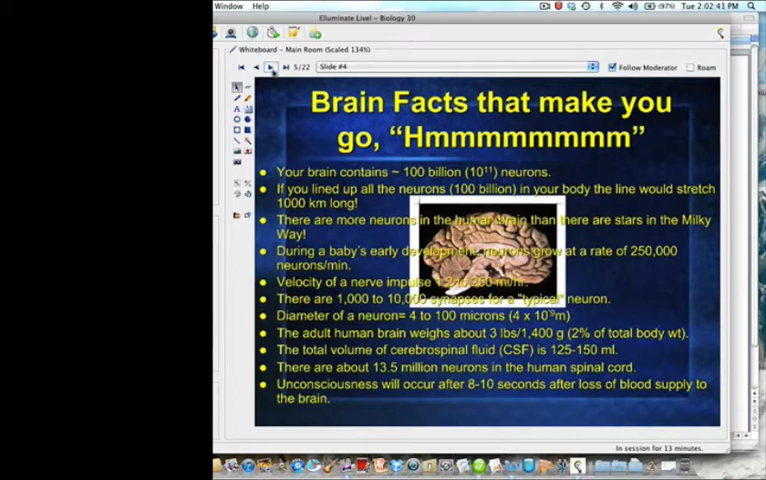 Window Help
(97%) Tue 2:02:41 PM
Elluminate Live! - Biology 30
Whiteboard - Main Room (Scaled 134%)
5/22 Slide #4 Follow Moderator Roam
Brain Facts that make you
go, “Hmmmmmmmm”
Your brain contains ~ 100 billion (10¹¹) neurons.
If you lined up all the neurons (100 billion) in your body the line would stretch
1000 km long!
There are more neurons in the human brain than there are stars in the Milky
Way!
During a baby's early development, neurons grow at a rate of 250,000
neurons/min.
Velocity of a nerve impulse mi/hr.
There are 1,000 to 10,000 synapses for a "typical" neuron.
Diameter of a neuron= 4 to 100 microns (4 x 10⁻⁹m)
The adult human brain weighs about 3 lbs/1,400 g (2% of total body wt).
The total volume of cerebrospinal fluid (CSF) is 125-150 ml.
There are about 13.5 million neurons in the human spinal cord.
Unconsciousness will occur after 8-10 seconds after loss of blood supply to
the brain.
In session for 13 minutes.